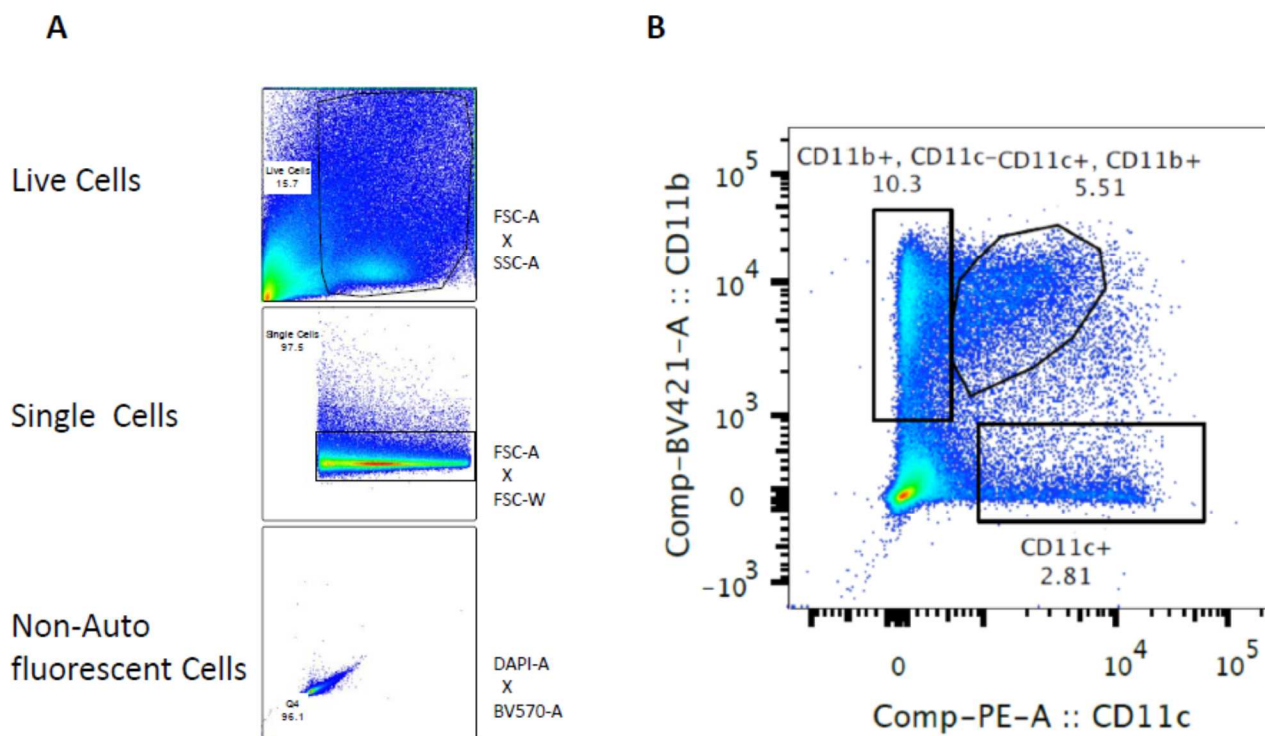 A
B
Live Cells
Live Cells
15.7
FSC-A
X
SSC-A
Single Cells
Single Cells
97.5
FSC-A
X
FSC-W
Non-Auto
fluorescent Cells
Q4
96.1
DAPI-A
X
BV570-A
CD11b+, CD11c-CD11c+, CD11b+
10.3 5.51
Comp-BV421-A :: CD11b
10^5
10^4
10^3
0
-10^3
CD11c+
2.81
0 10^4 10^5
Comp-PE-A :: CD11c